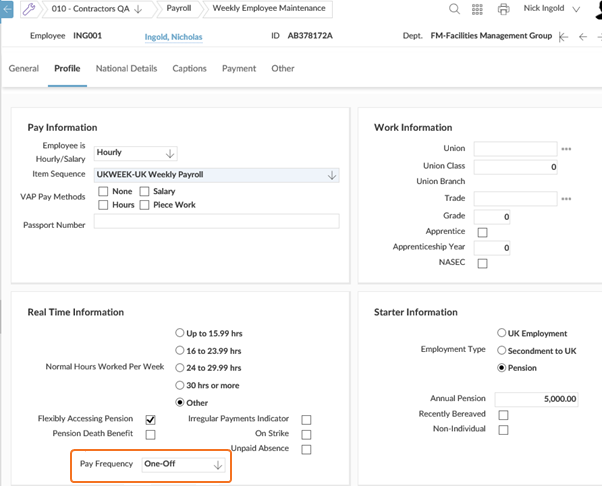 010 - Contractors QA Payroll Weekly Employee Maintenance Nick Ingold
Employee ING001 Ingold, Nicholas ID AB378172A Dept. FM-Facilities Management Group
General Profile National Details Captions Payment Other
Pay Information
Employee is
Hourly/Salary
Hourly
Item Sequence UKWEEK-UK Weekly Payroll
VAP Pay Methods
None Salary
Hours Piece Work
Passport Number
Work Information
Union
Union Class 0
Union Branch
Trade
Grade 0
Apprentice
Apprenticeship Year 0
NASEC
Real Time Information
Normal Hours Worked Per Week
Up to 15.99 hrs
16 to 23.99 hrs
24 to 29.99 hrs
30 hrs or more
Other
Flexibly Accessing Pension Irregular Payments Indicator
Pension Death Benefit On Strike
Unpaid Absence
Pay Frequency One-Off
Starter Information
Employment Type
UK Employment
Secondment to UK
Pension
Annual Pension 5,000.00
Recently Bereaved
Non-Individual